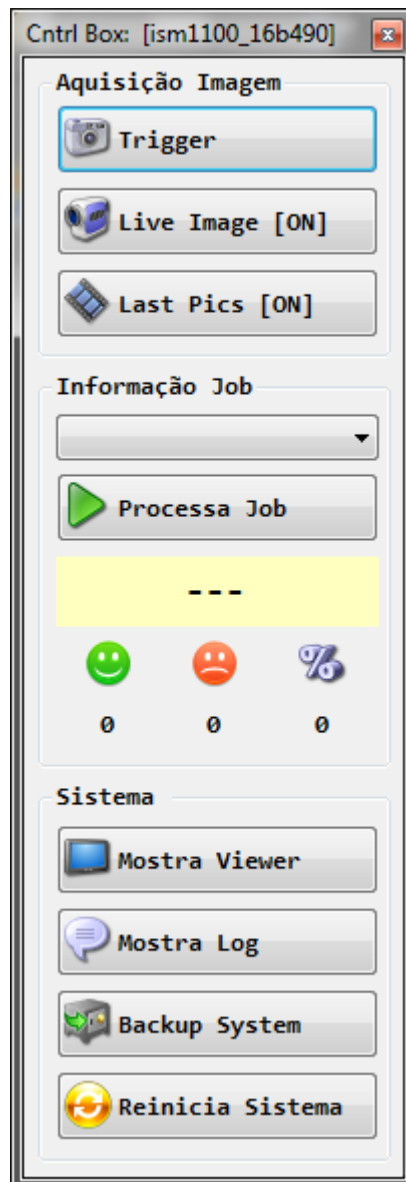 Cntrl Box: [ism1100_16b490]
Aquisição Imagem
Trigger
Live Image [ON]
Last Pics [ON]
Informação Job
Processa Job
---
%
0 0 0
Sistema
Mostra Viewer
Mostra Log
Backup System
Reinicia Sistema